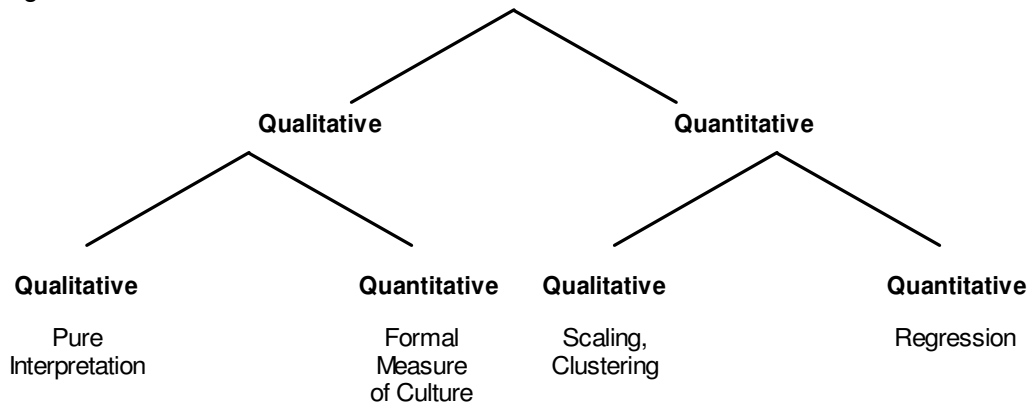 Qualitative Quantitative
Qualitative Quantitative Qualitative Quantitative
Pure Formal Scaling, Regression
Interpretation Measure Clustering
of Culture